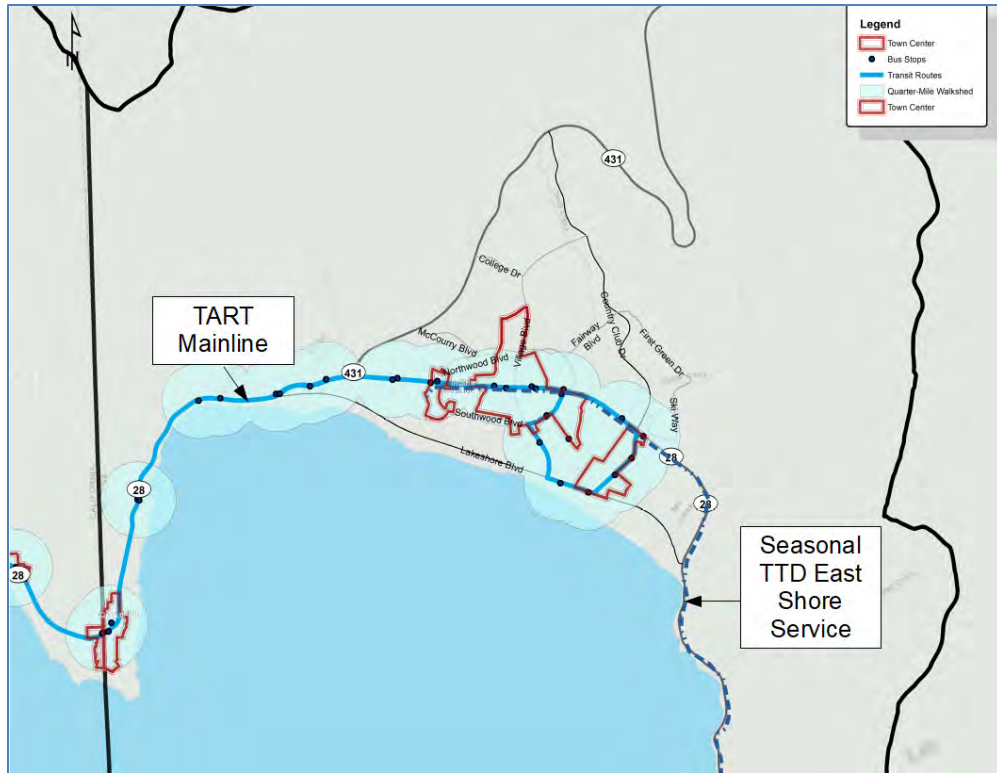 N
Legend
Town Center
Bus Stops
Transit Routes
Quarter-Mile Walkshed
Town Center
431
College Dr
TART
Mainline
McCourry Blvd
Northwood Blvd
Village Blvd
Fairway
Blvd
Country Club Dr
First Green Dr
431
Southwood Blvd
Ski Way
Lakeshore Blvd
28
28
28
28
CALIFORNIA
Seasonal
TTD East
Shore
Service